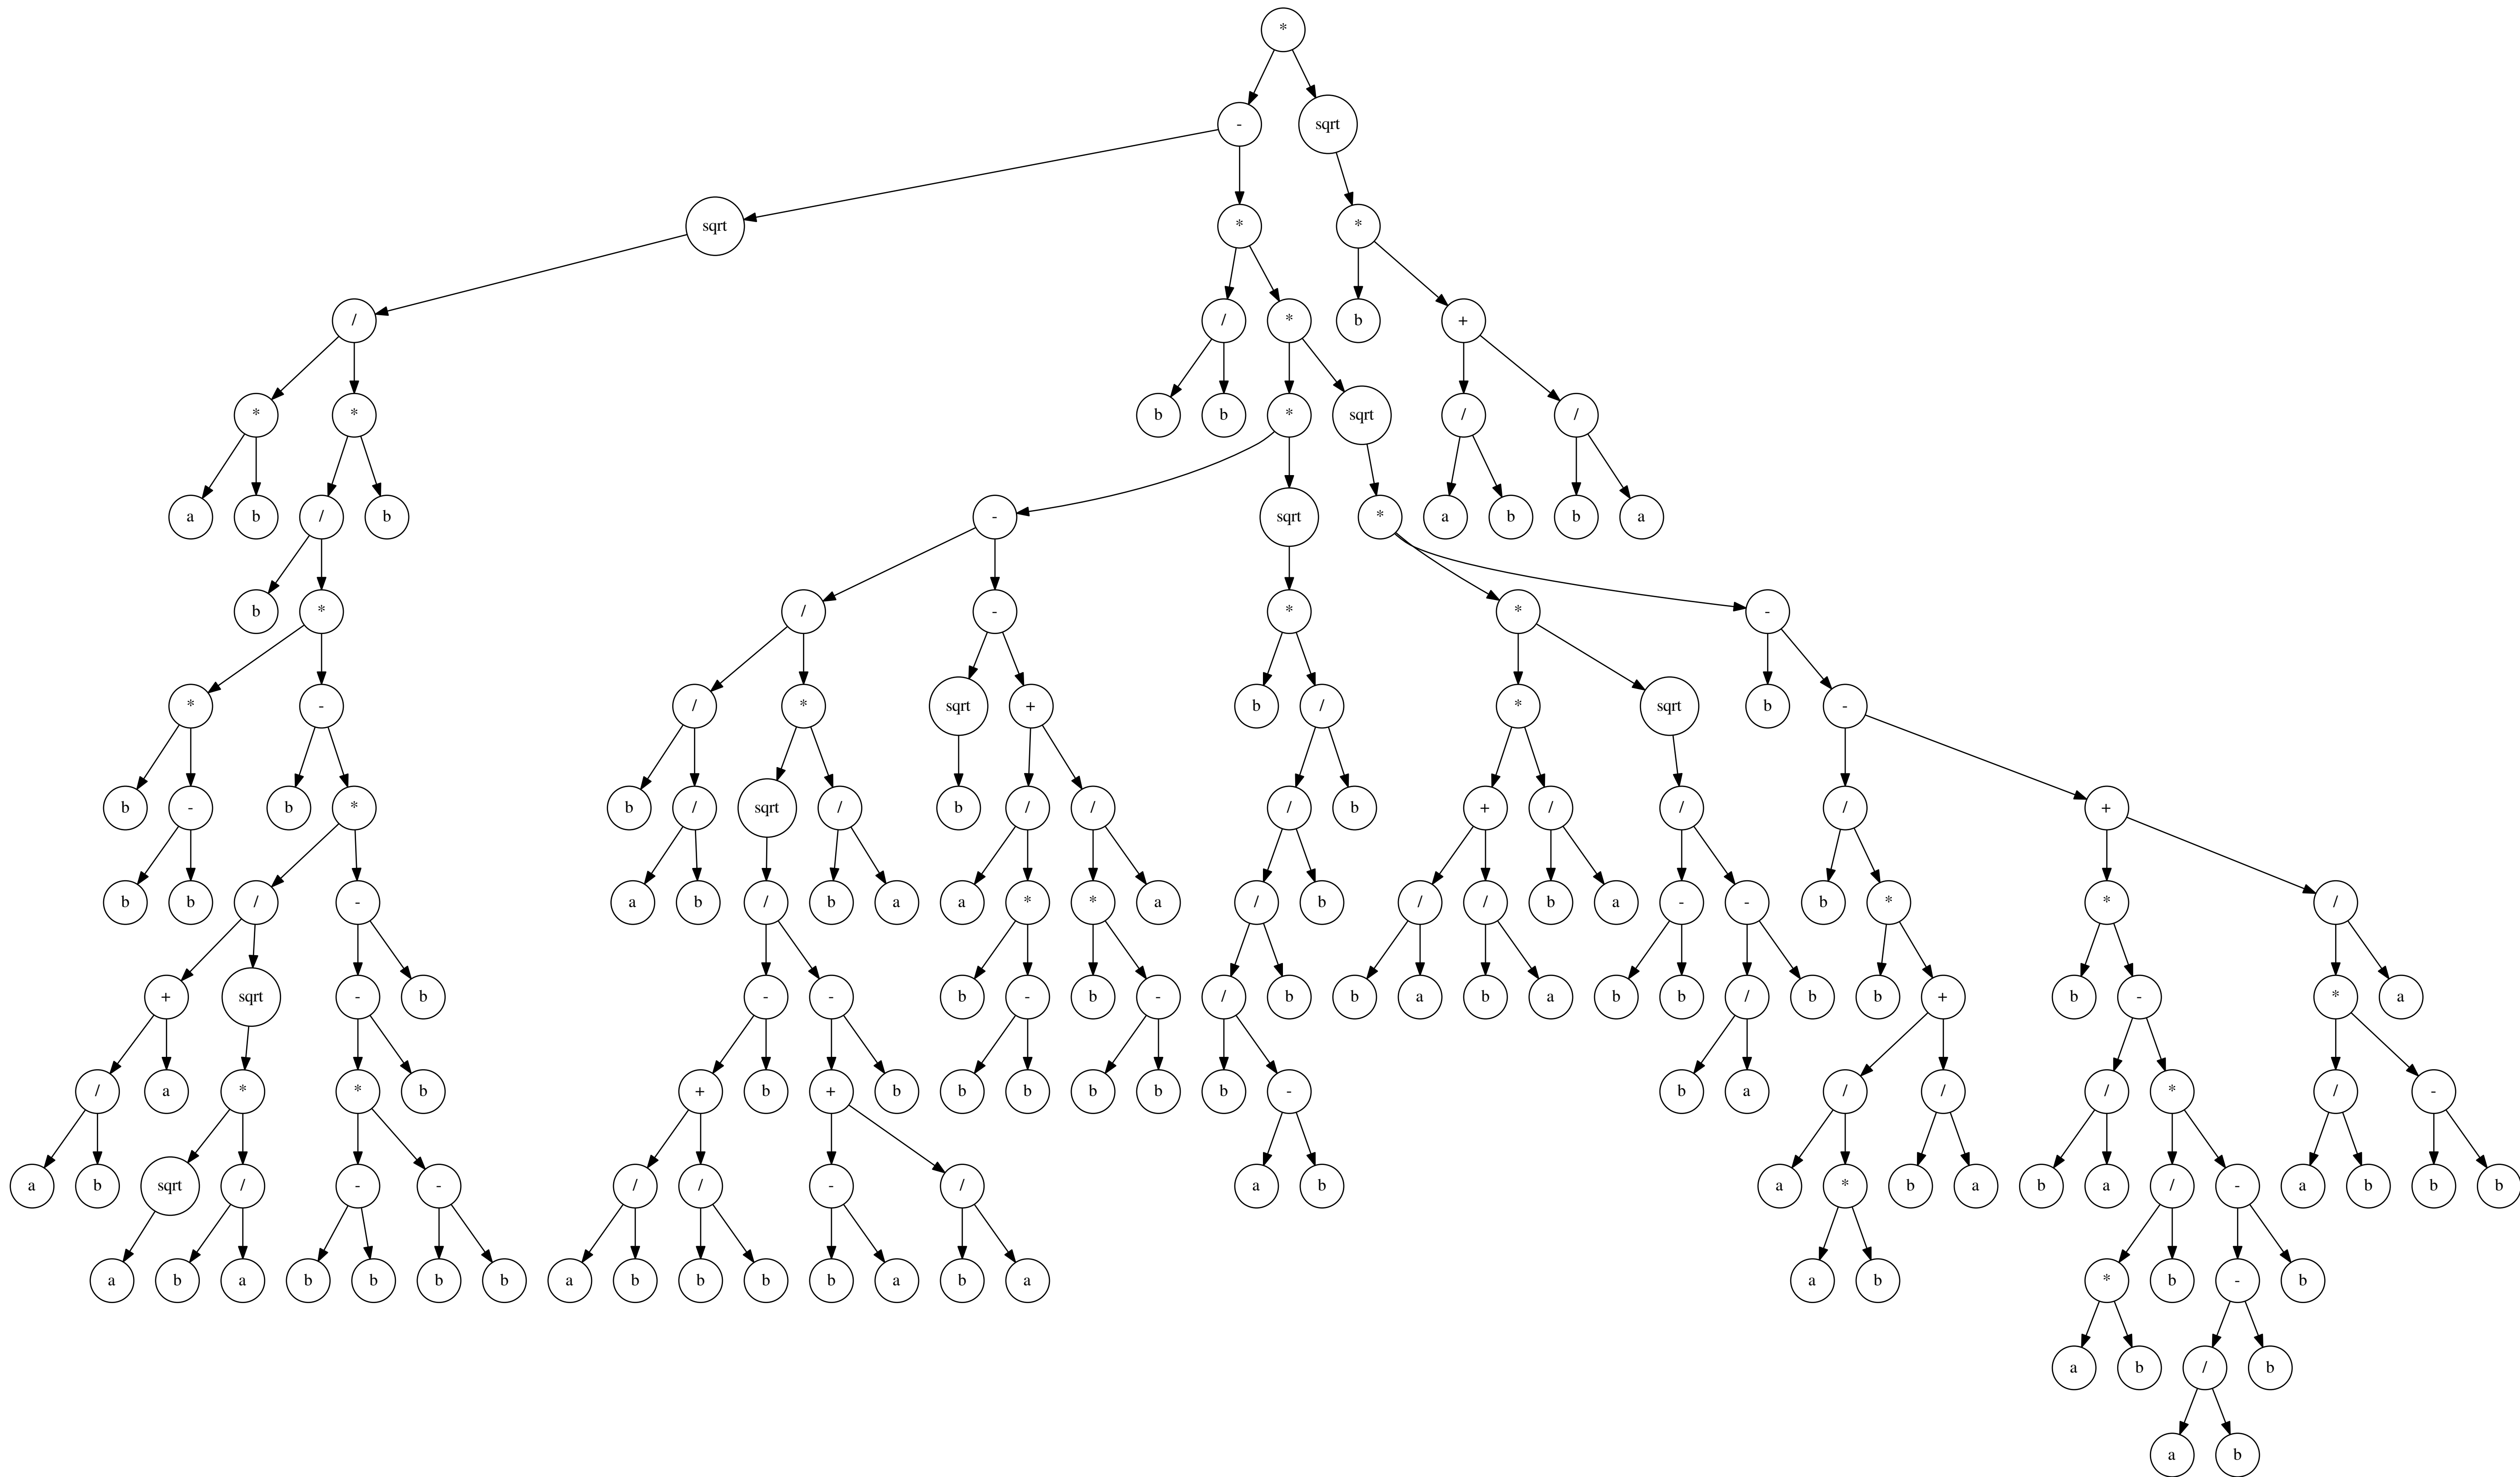 *
- sqrt
sqrt * *
/ / * b +
* * b b * sqrt / /
a b / b - sqrt * a b b a
b * / - * * -
* - / * sqrt + b / * sqrt b -
b - b * b / sqrt / b / / / b + / / / +
b b / - a b / b a a * * a / b / / b a - - b * * /
+ sqrt - b - - b - b - / b b a b a b b / b b + b - * a
/ a * * b + b + b b b b b b - b a / / / * / -
a b sqrt / - - / / - / a b a * b a b a / - a b b b
a b a b b b b a b b b b a b a a b * b - b
a b / b
a b